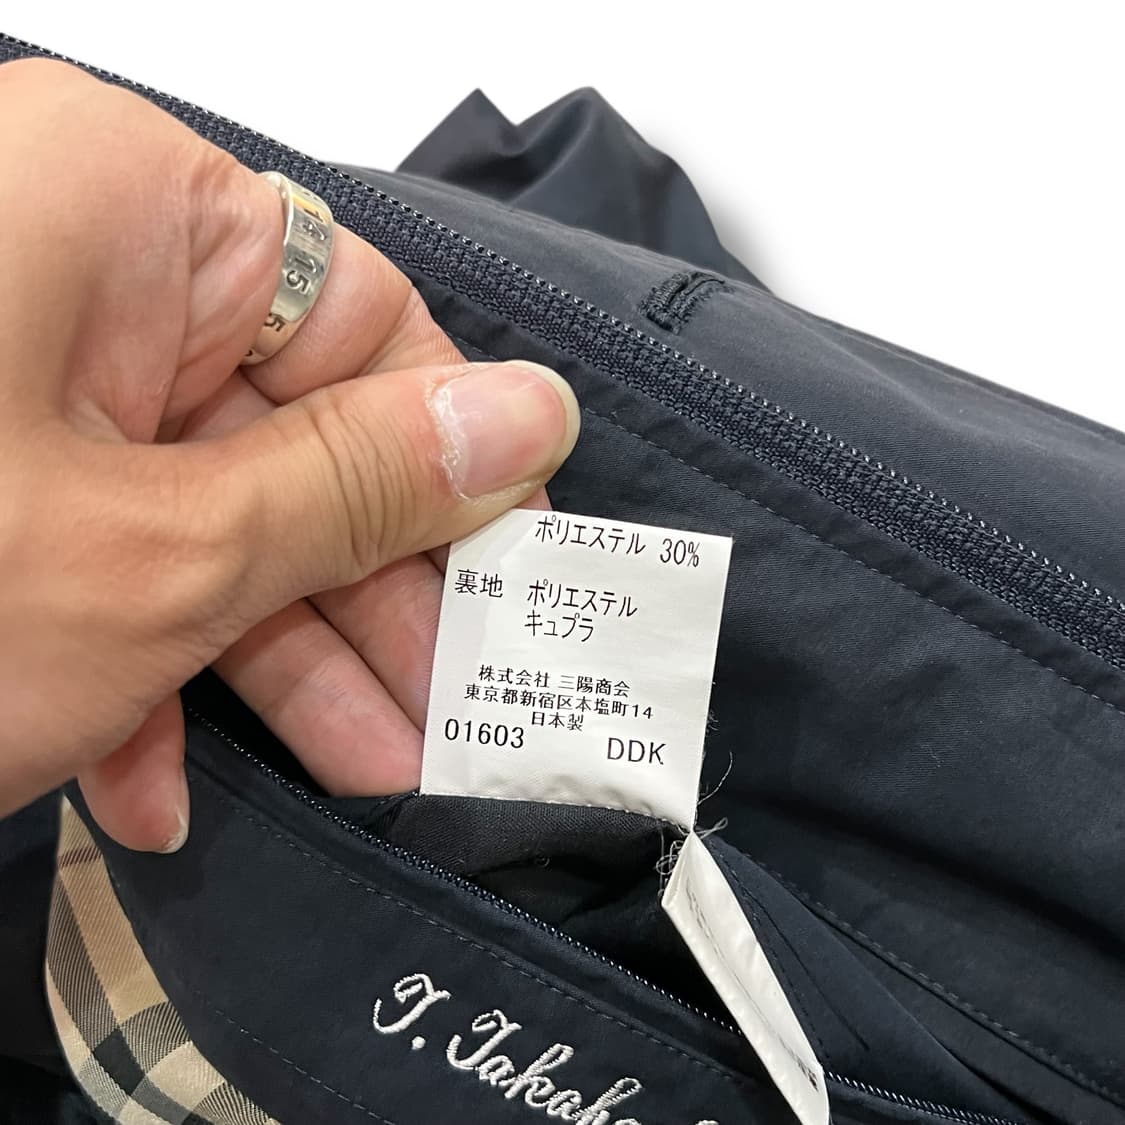 ポリエステル 30%
裏地 ポリエステル
キュプラ
株式会社 三陽商会
東京都新宿区本塩町14
日本製
01603 DDK
14 15
J.